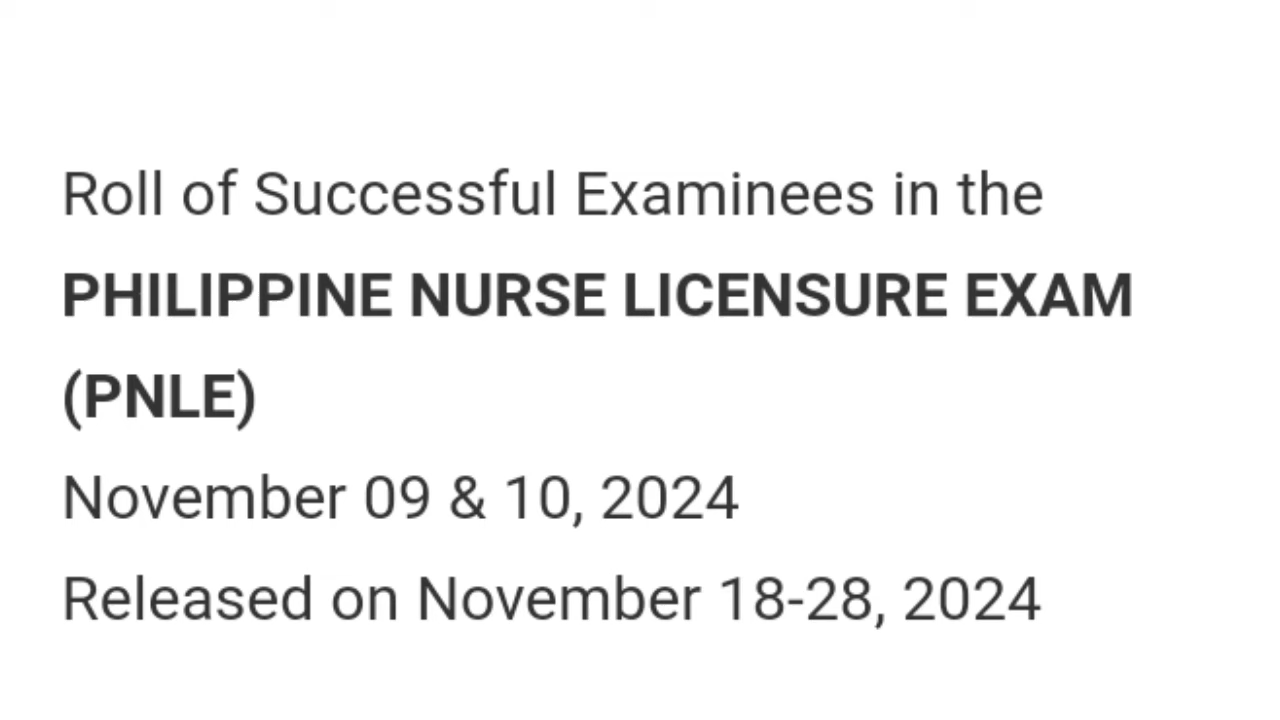 Roll of Successful Examinees in the
PHILIPPINE NURSE LICENSURE EXAM
(PNLE)
November 09 & 10, 2024
Released on November 18-28, 2024